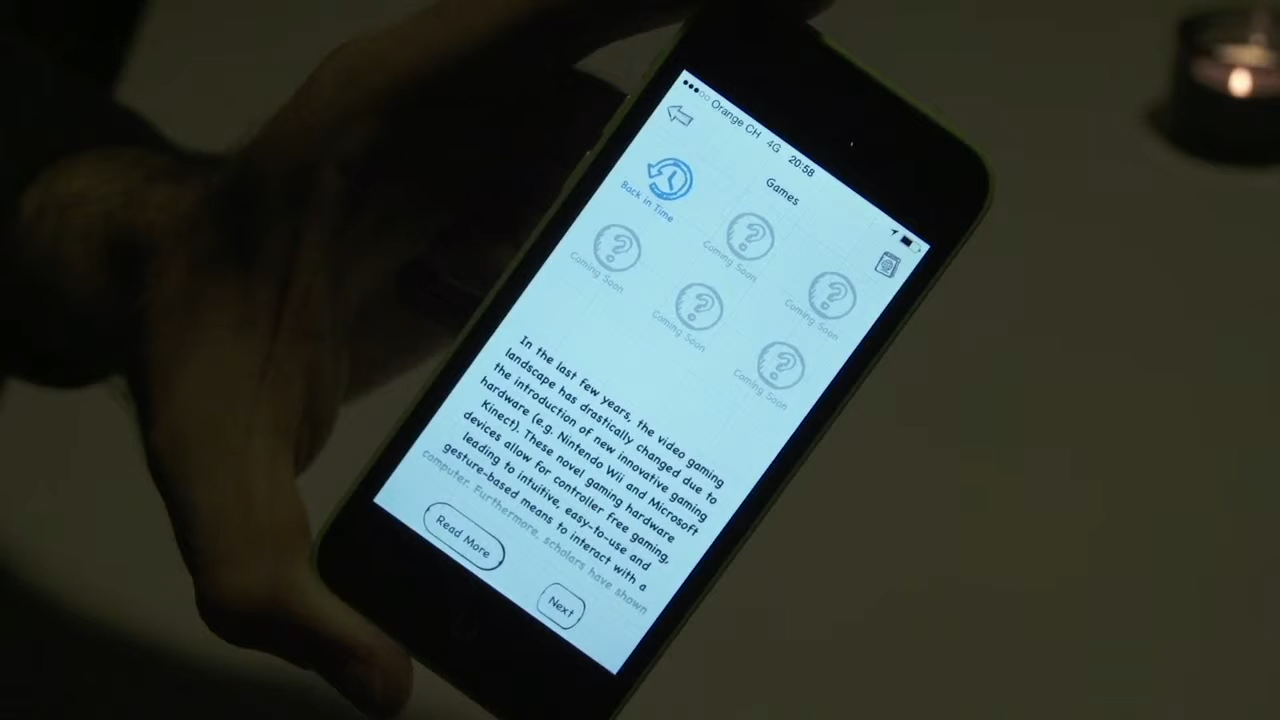 Orange CH 4G 20:58
Games
Back in Time
Coming Soon
Coming Soon
Coming Soon
Coming Soon
Coming Soon
In the last few years, the video gaming
landscape has drastically changed due to
the introduction of new innovative gaming
hardware (e.g. Nintendo Wii and Microsoft
Kinect). These novel gaming hardware
devices allow for controller free gaming,
leading to intuitive, easy-to-use and
gesture-based means to interact with a
computer. Furthermore, scholars have shown
Read More
Next